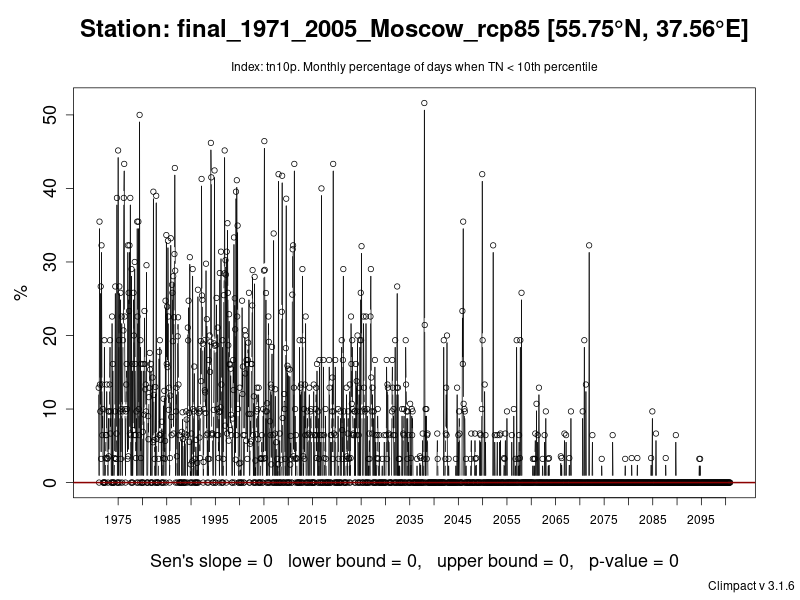 Station: final_1971_2005_Moscow_rcp85 [55.75°N, 37.56°E]
Index: tn10p. Monthly percentage of days when TN < 10th percentile
%
50
40
30
20
10
0
1975 1985 1995 2005 2015 2025 2035 2045 2055 2065 2075 2085 2095
Sen's slope = 0 lower bound = 0, upper bound = 0, p-value = 0
Climpact v 3.1.6